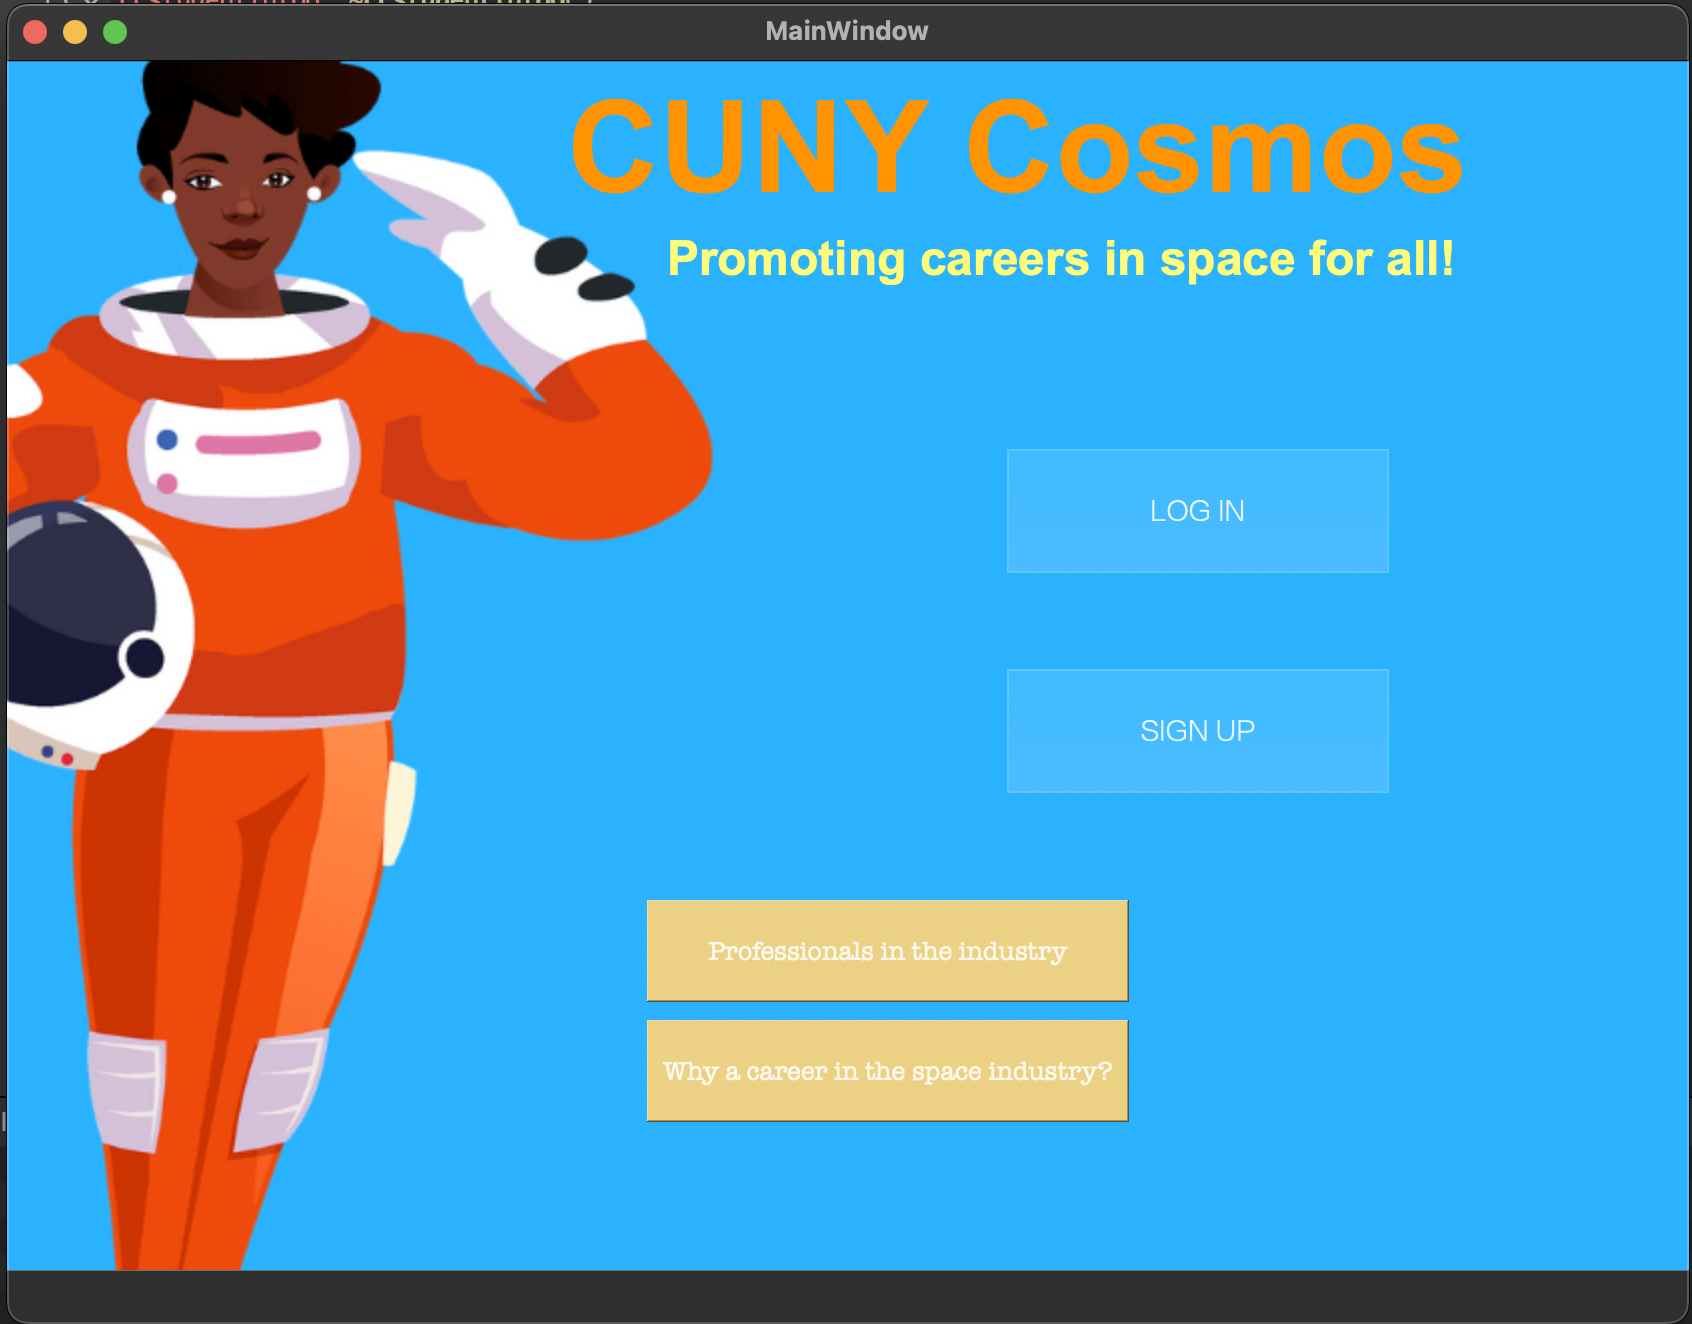 MainWindow
CUNY Cosmos
Promoting careers in space for all!
LOG IN
SIGN UP
Professionals in the industry
Why a career in the space industry?